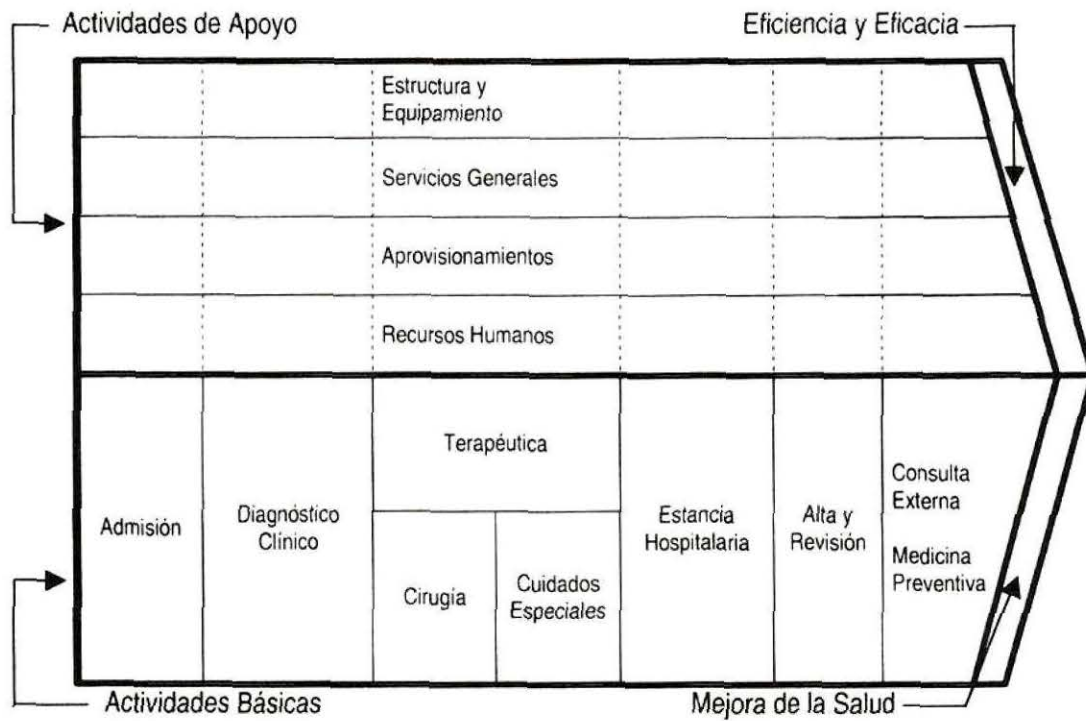 Actividades de Apoyo
Eficiencia y Eficacia
Estructura y
Equipamiento
Servicios Generales
Aprovisionamientos
Recursos Humanos
Admisión
Diagnóstico
Clínico
Terapéutica
Cirugía
Cuidados
Especiales
Estancia
Hospitalaria
Alta y
Revisión
Consulta
Externa
Medicina
Preventiva
Actividades Básicas
Mejora de la Salud